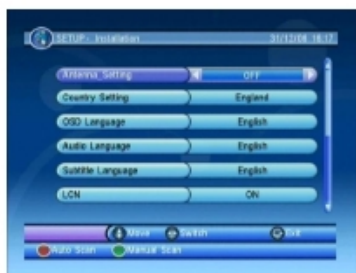 SETUP - Installation 31/12/06 16:17
Antenna Setting OFF
Country Setting England
OSD Language English
Audio Language English
Subtitle Language English
LCN ON
Move Switch Exit
Auto Scan Manual Scan